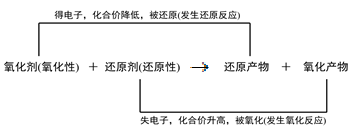 得电子，化合价降低，被还原(发生还原反应)
氧化剂(氧化性) ＋ 还原剂(还原性) → 还原产物 ＋ 氧化产物
失电子，化合价升高，被氧化(发生氧化反应)